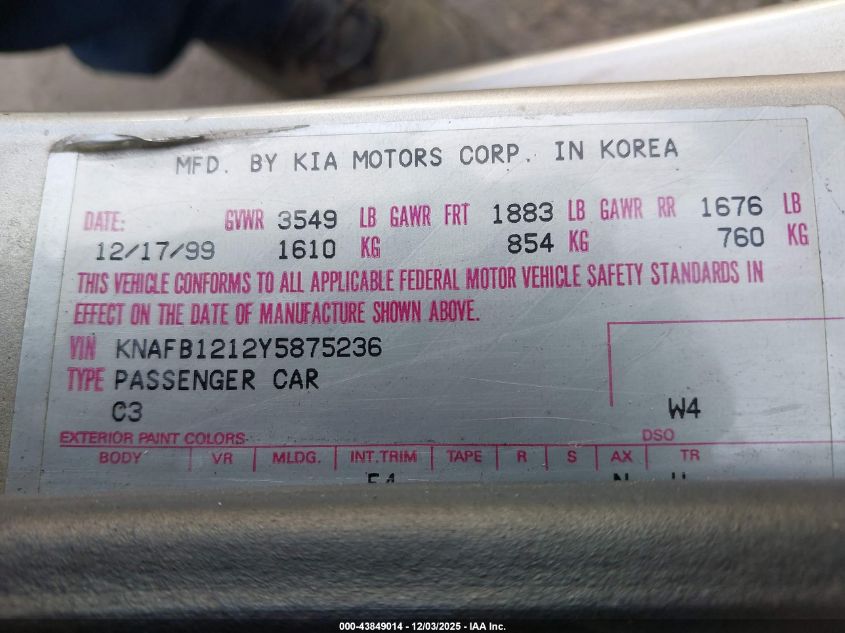 MFD. BY KIA MOTORS CORP. IN KOREA
DATE: GVWR 3549 LB GAWR FRT 1883 LB GAWR RR 1676 LB
12/17/99 1610 KG 854 KG 760 KG
THIS VEHICLE CONFORMS TO ALL APPLICABLE FEDERAL MOTOR VEHICLE SAFETY STANDARDS IN
EFFECT ON THE DATE OF MANUFACTURE SHOWN ABOVE.
VIN KNAFB1212Y5875236
TYPE PASSENGER CAR
C3 W4
EXTERIOR PAINT COLORS DSO
BODY VR MLDG. INT.TRIM TAPE R S AX TR
000-43849014 - 12/03/2025 - IAA Inc.